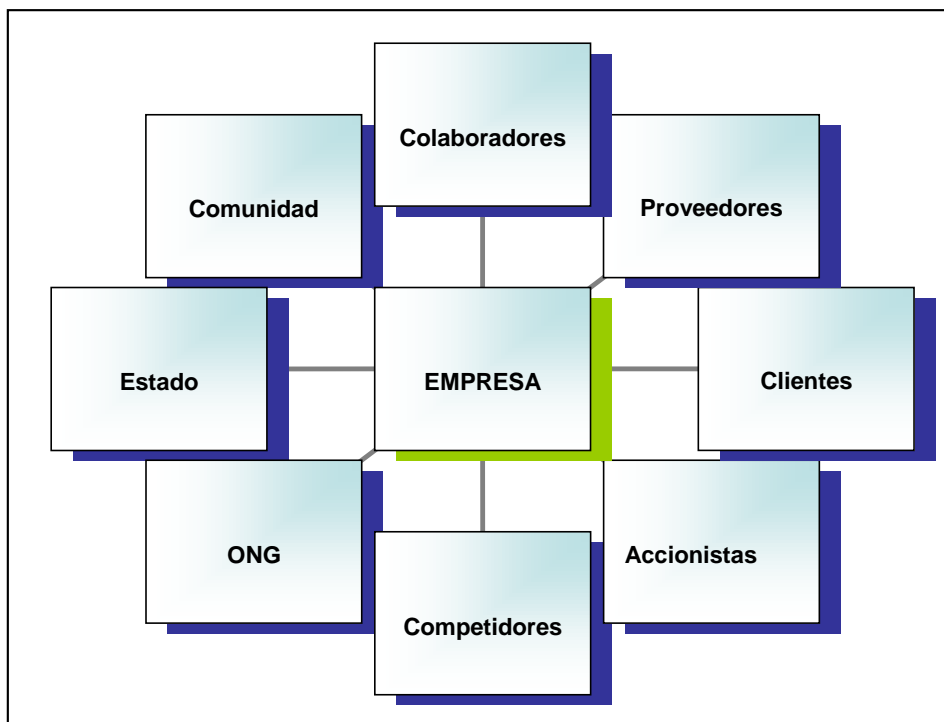 Colaboradores
Comunidad
Proveedores
Estado
EMPRESA
Clientes
ONG
Accionistas
Competidores